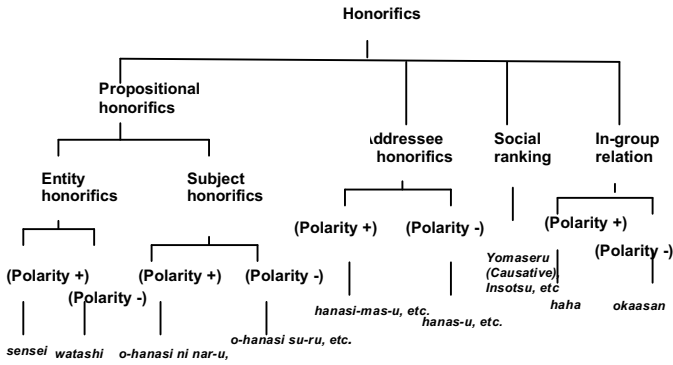 Honorifics
Propositional
honorifics
Addressee
honorifics
Social
ranking
In-group
relation
Entity
honorifics
Subject
honorifics
(Polarity +)
(Polarity -)
(Polarity +)
(Polarity -)
(Polarity +)
(Polarity -)
(Polarity +)
(Polarity -)
Yomaseru
(Causative),
Insotsu, etc
sensei
watashi
o-hanasi ni nar-u,
o-hanasi su-ru, etc.
hanasi-mas-u, etc.
hanas-u, etc.
haha
okaasan